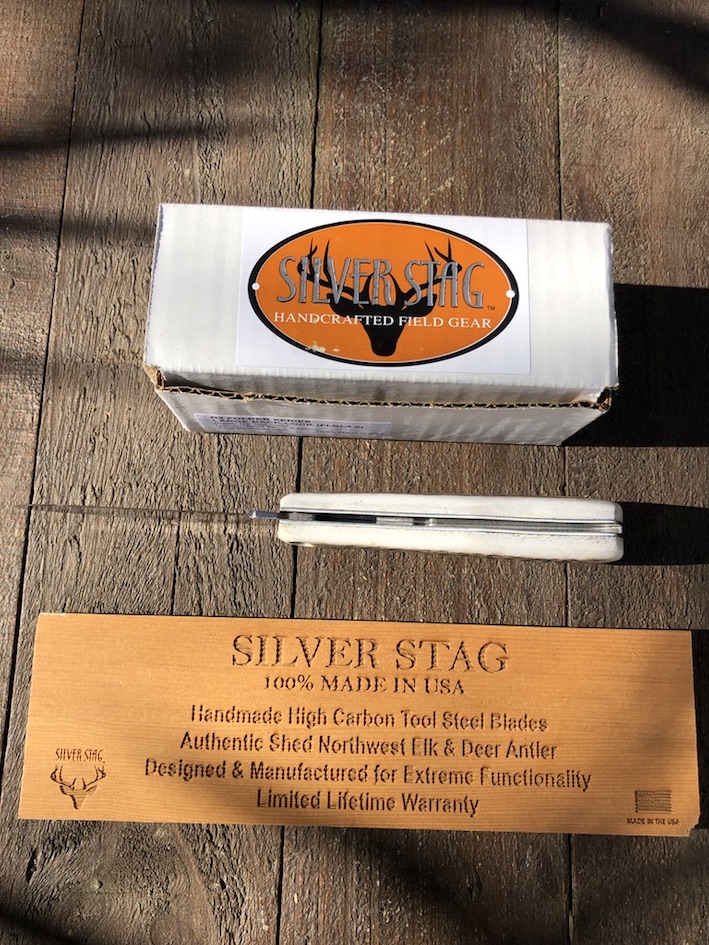 SILVER STAG ™
HANDCRAFTED FIELD GEAR
SILVER STAG
100% MADE IN USA
Handmade High Carbon Tool Steel Blades
Authentic Shed Northwest Elk & Deer Antler
Designed & Manufactured for Extreme Functionality
Limited Lifetime Warranty
SILVER STAG
MADE IN THE USA